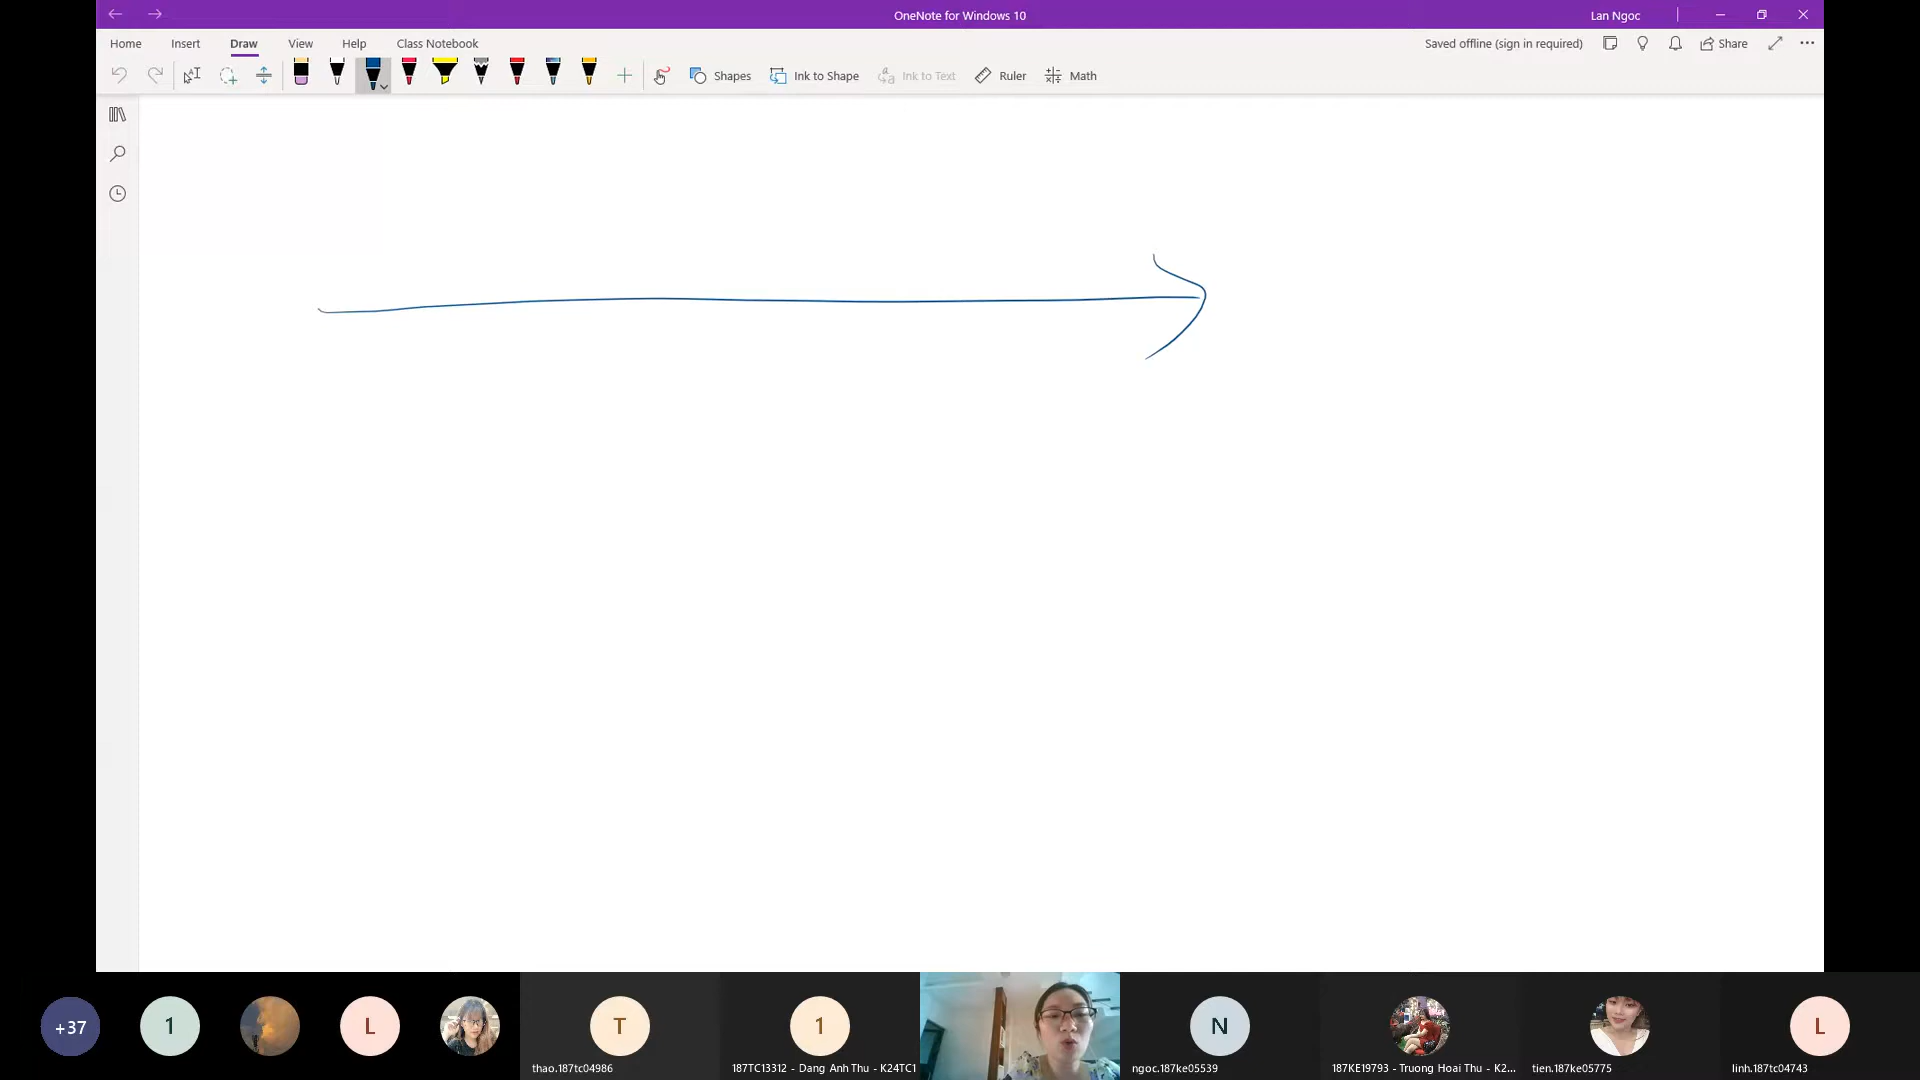 OneNote for Windows 10
Lan Ngoc
Home
Insert
Draw
View
Help
Class Notebook
Saved offline (sign in required)
Share
Shapes
Ink to Shape
Ink to Text
Ruler
Math
+37
1
L
T
thao.187tc04986
1
187TC13312 - Dang Anh Thu - K24TC1
N
ngoc.187ke05539
187KE19793 - Truong Hoai Thu - K2...
tien.187ke05775
L
linh.187tc04743